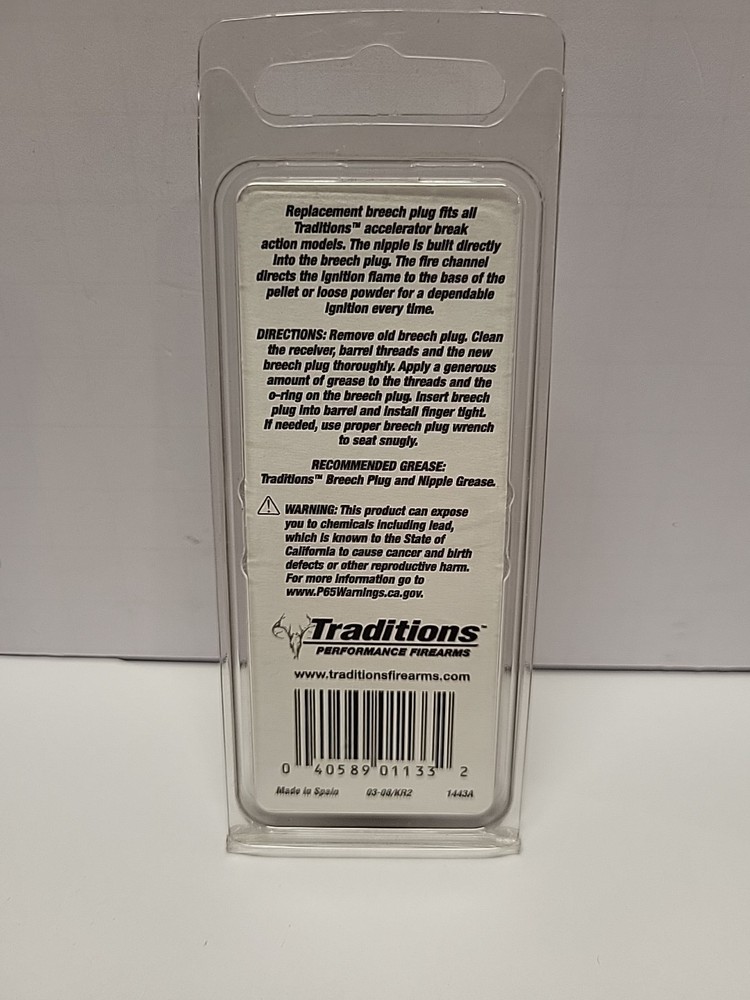 Replacement breech plug fits all
Traditions™ accelerator break
action models. The nipple is built directly
into the breech plug. The fire channel
directs the ignition flame to the base of the
pellet or loose powder for a dependable
ignition every time.
DIRECTIONS: Remove old breech plug. Clean
the receiver, barrel threads and the new
breech plug thoroughly. Apply a generous
amount of grease to the threads and the
o-ring on the breech plug. Insert breech
plug into barrel and install finger tight.
If needed, use proper breech plug wrench
to seat snugly.
RECOMMENDED GREASE:
Traditions™ Breech Plug and Nipple Grease.
WARNING: This product can expose
you to chemicals including lead,
which is known to the State of
California to cause cancer and birth
defects or other reproductive harm.
For more information go to
www.P65Warnings.ca.gov.
Traditions™
PERFORMANCE FIREARMS
www.traditionsfirearms.com
0 40589 01133 2
Made in Spain 03-08/KR2 1443A